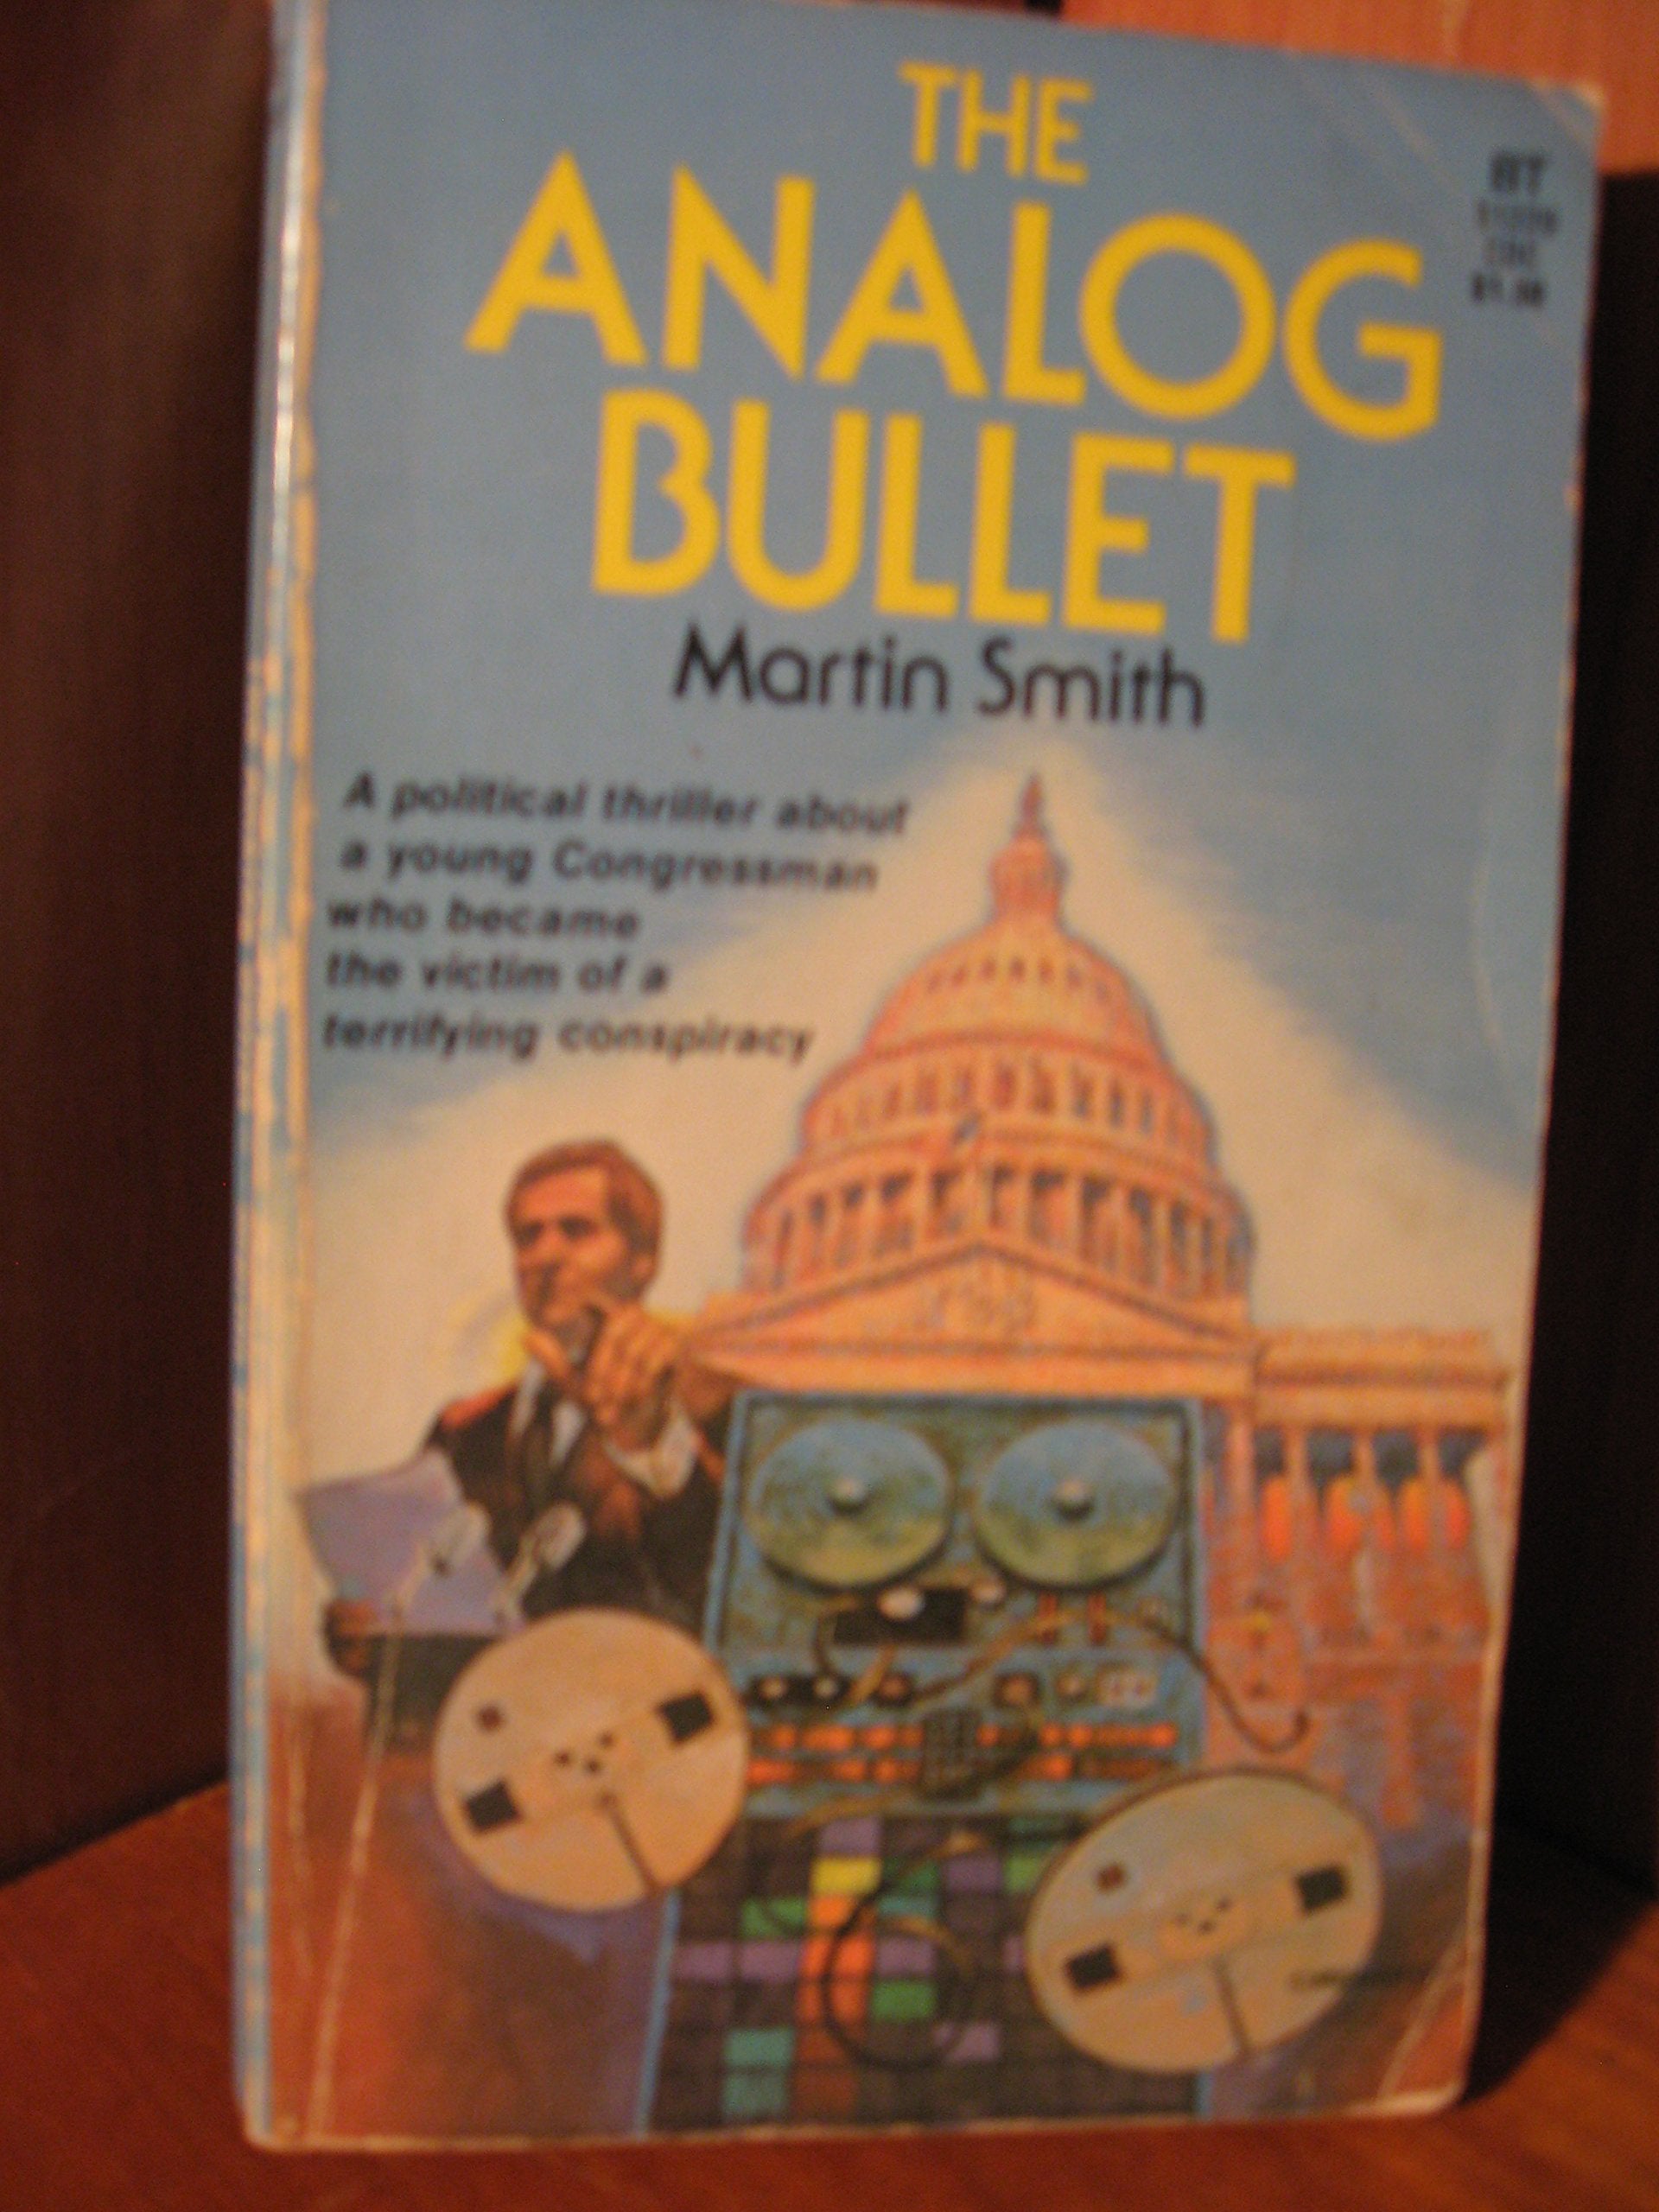 THE
ANALOG
BULLET
Martin Smith
A political thriller about
a young Congressman
who became
the victim of a
terrifying conspiracy